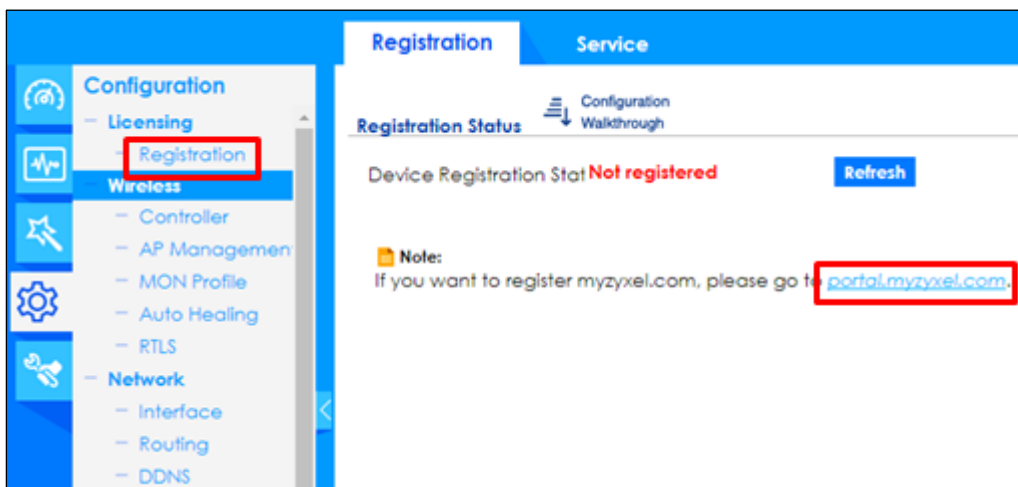 Registration
Service
Configuration
Licensing
Registration
Wireless
Controller
AP Managemen
MON Profile
Auto Healing
RTLS
Network
Interface
Routing
DDNS
Configuration
Walkthrough
Registration Status
Device Registration Stat Not registered
Refresh
Note:
If you want to register myzyxel.com, please go to portal.myzyxel.com.